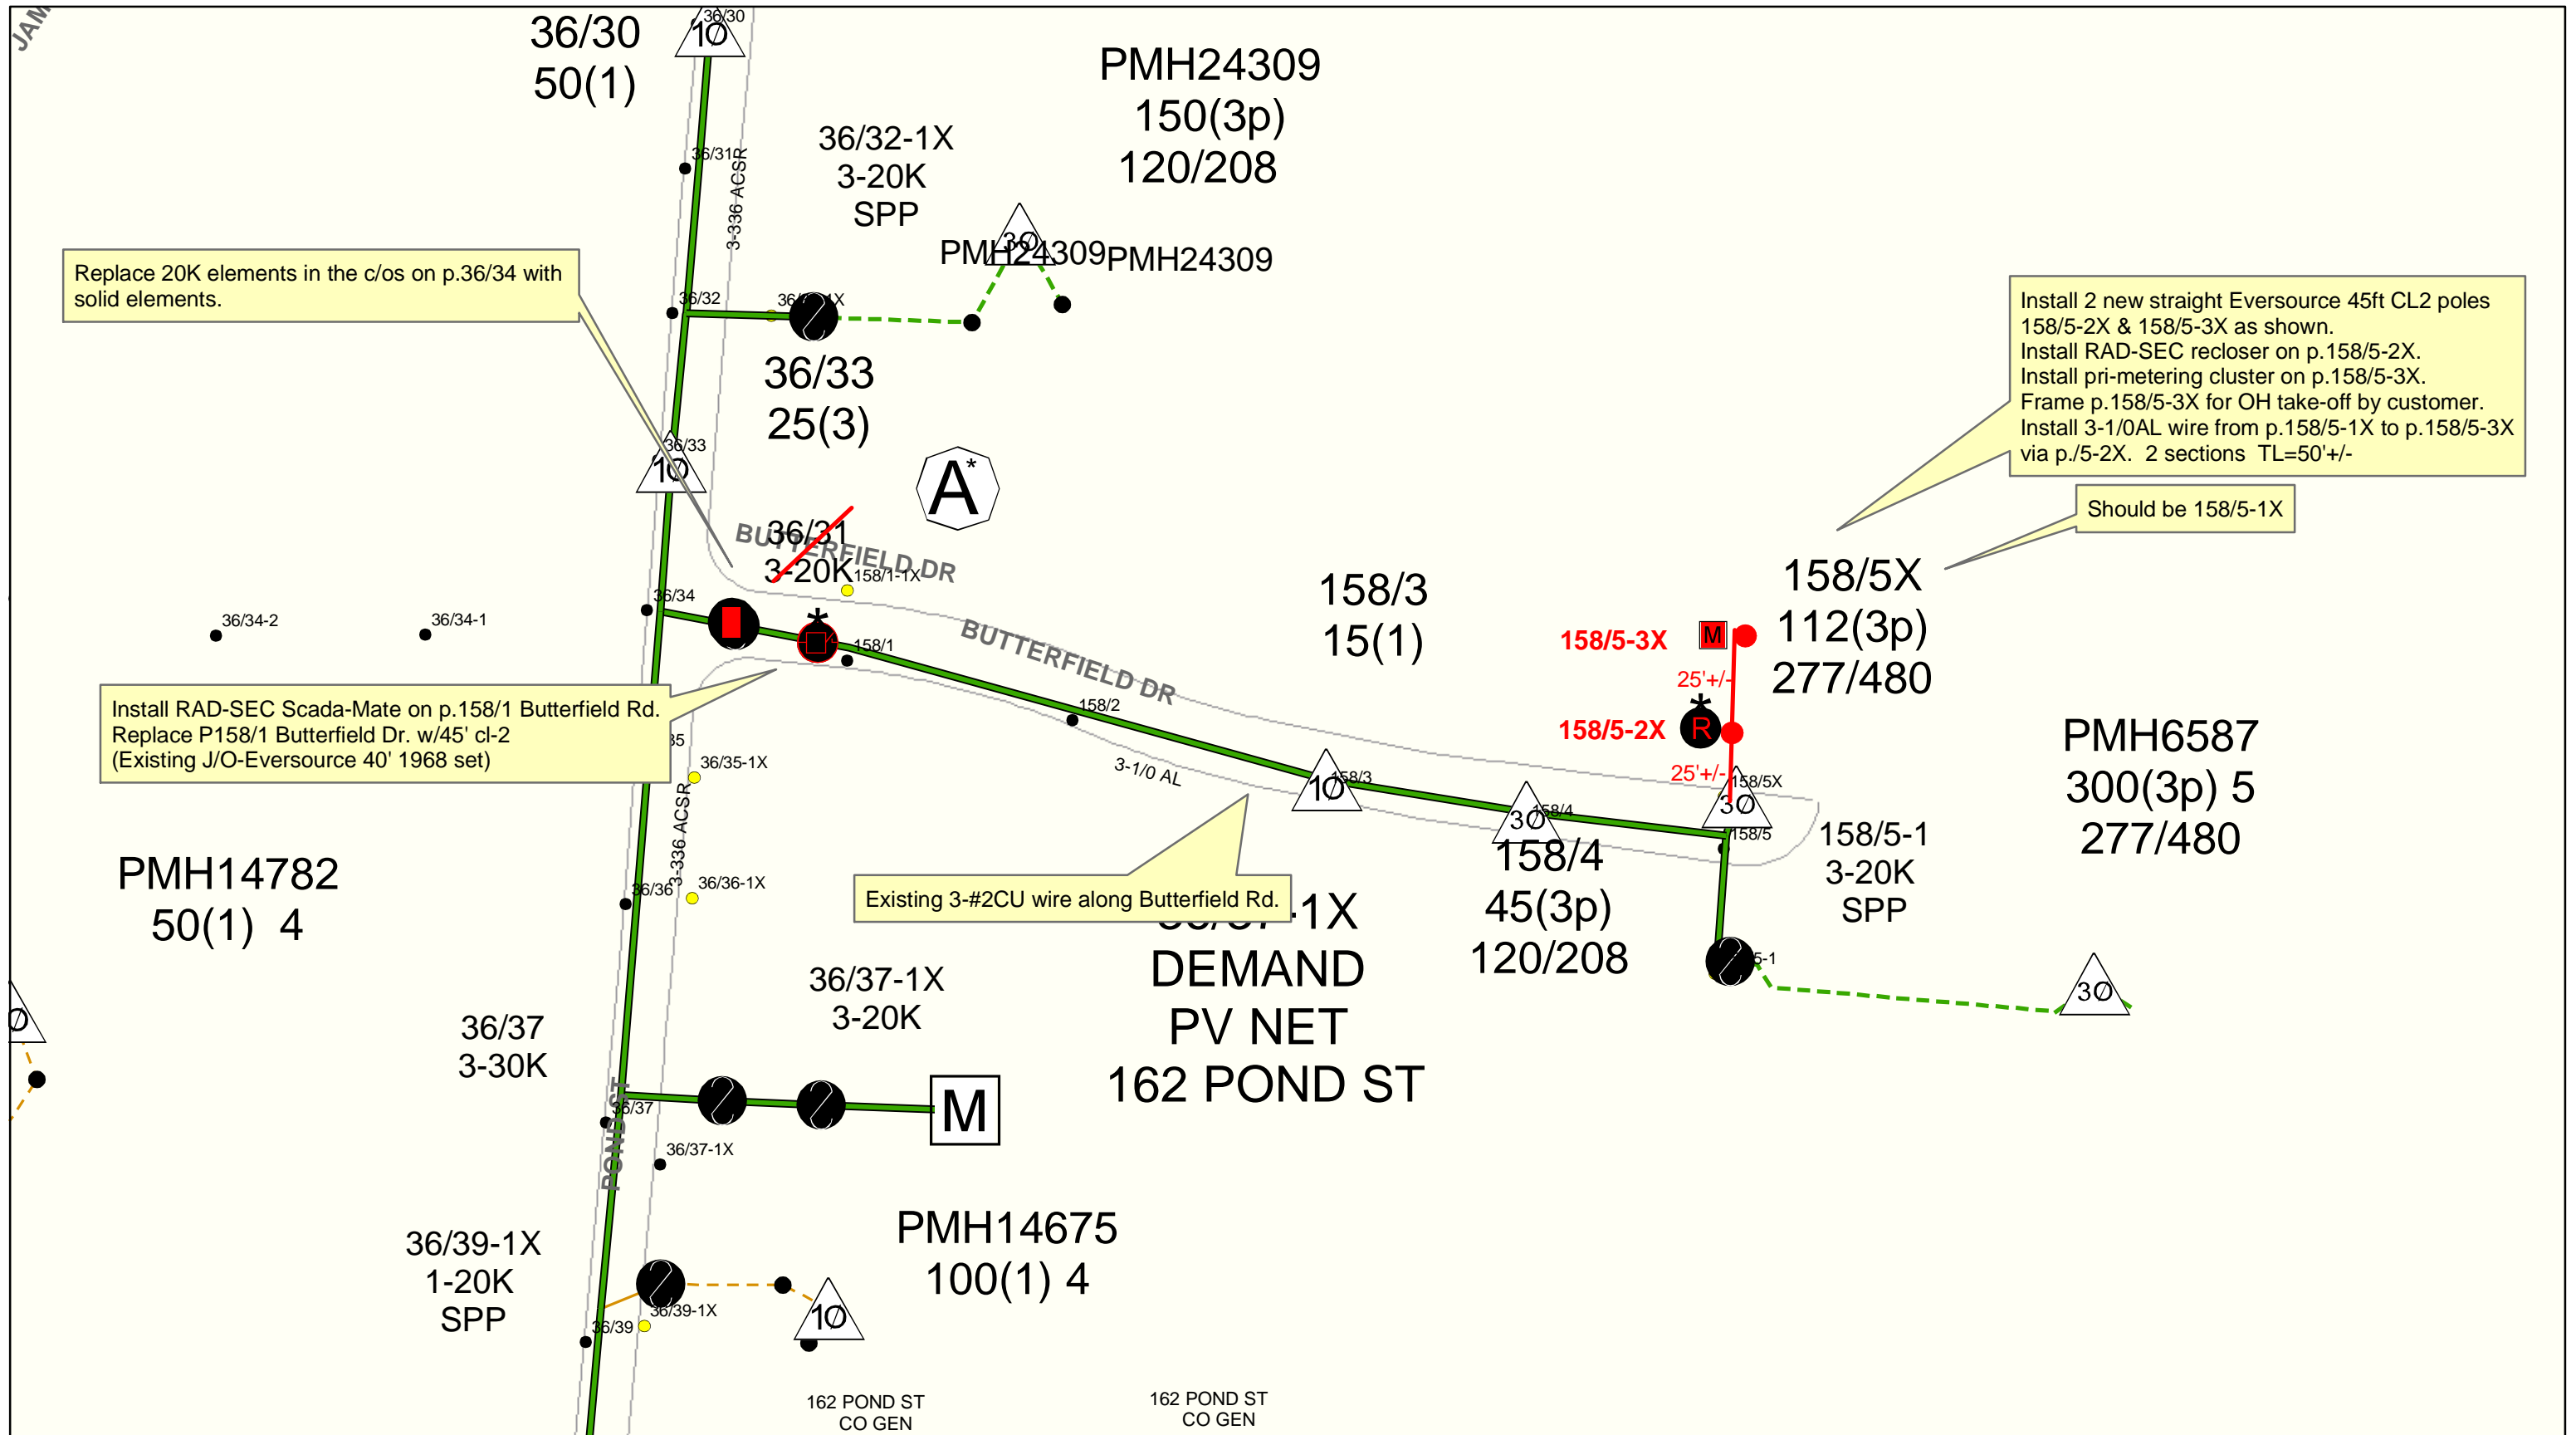 JAM
36/30
50(1)
36/30
1Ø
PMH24309
150(3p)
120/208
36/31
3-336 ACSR
36/32-1X
3-20K
SPP
3Ø
PMH24309
PMH24309
Replace 20K elements in the c/os on p.36/34 with
solid elements.
36/32
36/33
25(3)
36/33
1Ø
A*
Install 2 new straight Eversource 45ft CL2 poles
158/5-2X & 158/5-3X as shown.
Install RAD-SEC recloser on p.158/5-2X.
Install pri-metering cluster on p.158/5-3X.
Frame p.158/5-3X for OH take-off by customer.
Install 3-1/0AL wire from p.158/5-1X to p.158/5-3X
via p./5-2X.  2 sections  TL=50'+/-
Should be 158/5-1X
36/31
3-20K
BUTTERFIELD DR
158/1-1X
36/34-2
36/34-1
36/34
*
158/1
BUTTERFIELD DR
158/3
15(1)
158/5X
112(3p)
277/480
158/5-3X
M
25'+/-
*
158/5-2X
R
25'+/-
Install RAD-SEC Scada-Mate on p.158/1 Butterfield Rd.
Replace P158/1 Butterfield Dr. w/45' cl-2
(Existing J/O-Eversource 40' 1968 set)
35
36/35-1X
158/2
3-1/0 AL
158/3
1Ø
158/4
3Ø
158/5X
3Ø
158/5
PMH6587
300(3p) 5
277/480
158/5-1
3-20K
SPP
158/4
45(3p)
120/208
PMH14782
50(1)  4
3-336 ACSR
36/36
36/36-1X
Existing 3-#2CU wire along Butterfield Rd.
-1X
DEMAND
PV NET
162 POND ST
5-1
3Ø
Ø
36/37
3-30K
36/37-1X
3-20K
M
36/37
POND ST
36/37-1X
36/39-1X
1-20K
SPP
PMH14675
100(1) 4
36/39-1X
1Ø
36/39
162 POND ST
CO GEN
162 POND ST
CO GEN